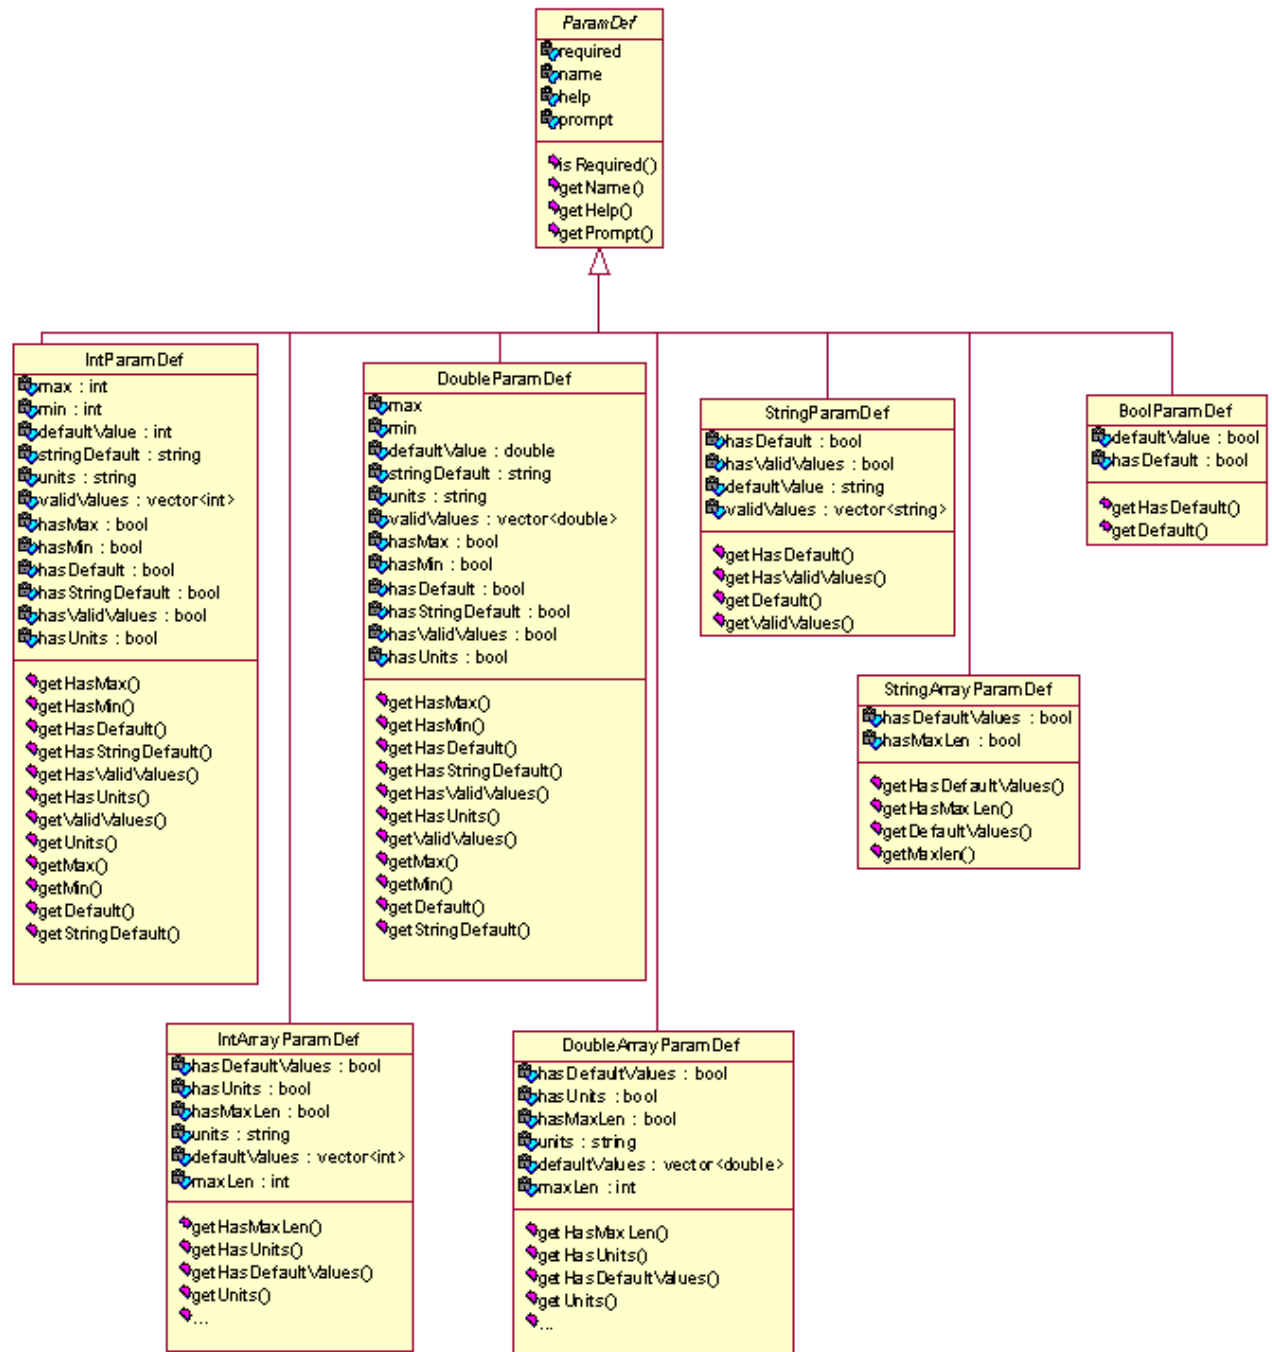 ParamDef
required
name
help
prompt
isRequired()
getName()
getHelp()
getPrompt()
IntParamDef
max : int
min : int
defaultValue : int
stringDefault : string
units : string
validValues : vector<int>
hasMax : bool
hasMin : bool
hasDefault : bool
hasStringDefault : bool
hasValidValues : bool
hasUnits : bool
getHasMax()
getHasMin()
getHasDefault()
getHasStringDefault()
getHasValidValues()
getHasUnits()
getValidValues()
getUnits()
getMax()
getMin()
getDefault()
getStringDefault()
DoubleParamDef
max
min
defaultValue : double
stringDefault : string
units : string
validValues : vector<double>
hasMax : bool
hasMin : bool
hasDefault : bool
hasStringDefault : bool
hasValidValues : bool
hasUnits : bool
getHasMax()
getHasMin()
getHasDefault()
getHasStringDefault()
getHasValidValues()
getHasUnits()
getValidValues()
getMax()
getMin()
getDefault()
getStringDefault()
StringParamDef
hasDefault : bool
hasValidValues : bool
defaultValue : string
validValues : vector<string>
getHasDefault()
getHasValidValues()
getDefault()
getValidValues()
BoolParamDef
defaultValue : bool
hasDefault : bool
getHasDefault()
getDefault()
StringArrayParamDef
hasDefaultValues : bool
hasMaxLen : bool
getHasDefaultValues()
getHasMaxLen()
getDefaultValues()
getMaxlen()
IntArrayParamDef
hasDefaultValues : bool
hasUnits : bool
hasMaxLen : bool
units : string
defaultValues : vector<int>
maxLen : int
getHasMaxLen()
getHasUnits()
getHasDefaultValues()
getUnits()
...
DoubleArrayParamDef
hasDefaultValues : bool
hasUnits : bool
hasMaxLen : bool
units : string
defaultValues : vector<double>
maxLen : int
getHasMaxLen()
getHasUnits()
getHasDefaultValues()
getUnits()
...